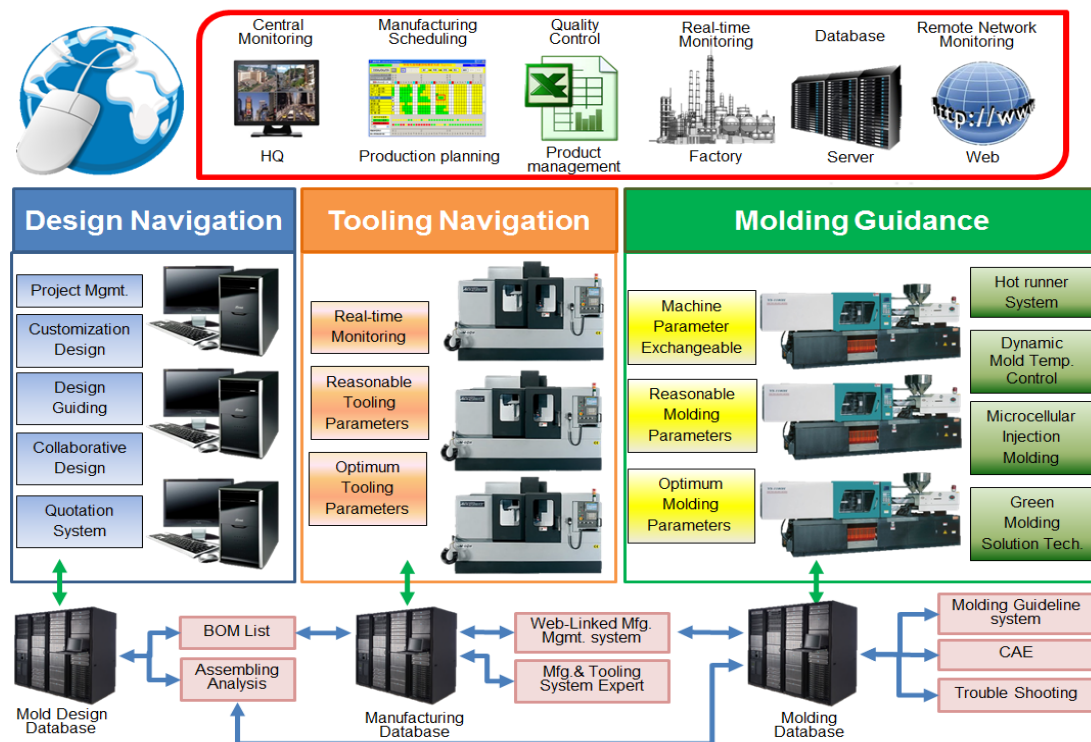 Central
Monitoring
HQ
Manufacturing
Scheduling
Production planning
Quality
Control
Product
management
Real-time
Monitoring
Factory
Database
Server
Remote Network
Monitoring
http://www
Web
Design Navigation
Project Mgmt.
Customization
Design
Design
Guiding
Collaborative
Design
Quotation
System
Tooling Navigation
Real-time
Monitoring
Reasonable
Tooling
Parameters
Optimum
Tooling
Parameters
Molding Guidance
Machine
Parameter
Exchangeable
Reasonable
Molding
Parameters
Optimum
Molding
Parameters
Hot runner
System
Dynamic
Mold Temp.
Control
Microcellular
Injection
Molding
Green
Molding
Solution Tech.
Mold Design
Database
BOM List
Assembling
Analysis
Manufacturing
Database
Web-Linked Mfg.
Mgmt. system
Mfg.& Tooling
System Expert
Molding
Database
Molding Guideline
system
CAE
Trouble Shooting